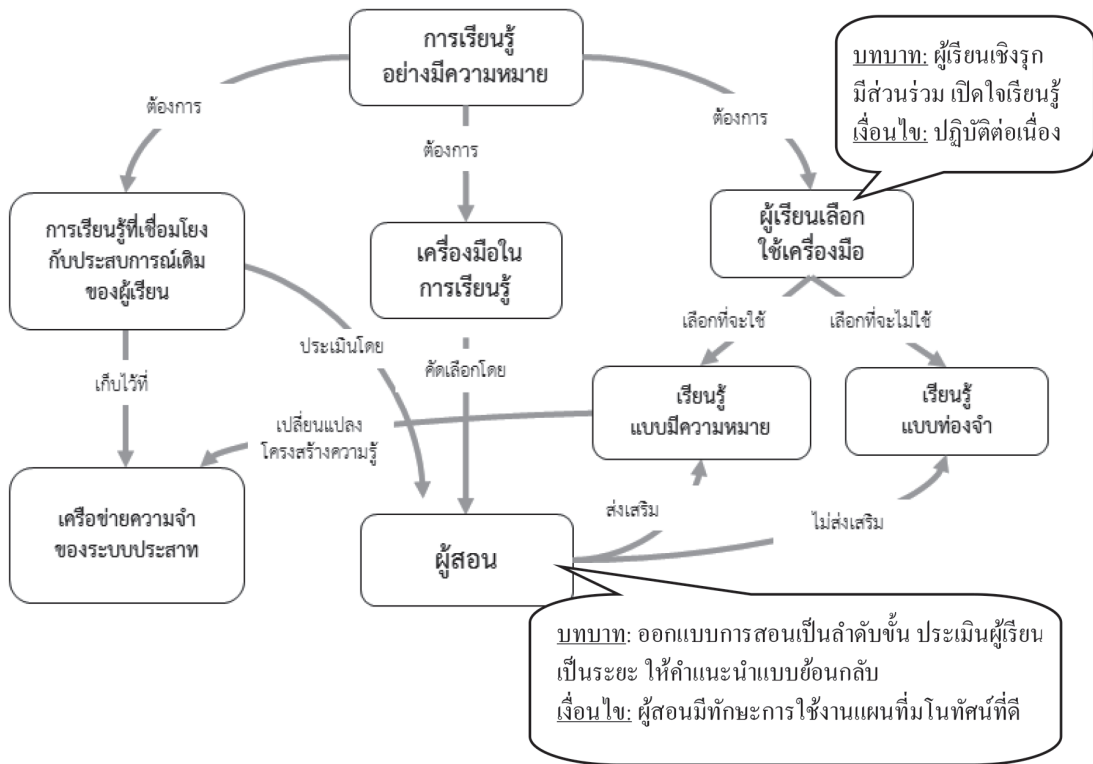 การเรียนรู้
อย่างมีความหมาย
บทบาท: ผู้เรียนเชิงรุก
มีส่วนร่วม เปิดใจเรียนรู้
เงื่อนไข: ปฏิบัติต่อเนื่อง
ต้องการ
ต้องการ
ต้องการ
การเรียนรู้ที่เชื่อมโยง
กับประสบการณ์เดิม
ของผู้เรียน
เครื่องมือใน
การเรียนรู้
ผู้เรียนเลือก
ใช้เครื่องมือ
ประเมินโดย
คัดเลือกโดย
เลือกที่จะใช้
เลือกที่จะไม่ใช้
เก็บไว้ที่
เปลี่ยนแปลง
โครงสร้างความรู้
เรียนรู้
แบบมีความหมาย
เรียนรู้
แบบท่องจำ
เครือข่ายความจำ
ของระบบประสาท
ผู้สอน
ส่งเสริม
ไม่ส่งเสริม
บทบาท: ออกแบบการสอนเป็นลำดับขั้น ประเมินผู้เรียน
เป็นระยะ ให้คำแนะนำแบบย้อนกลับ
เงื่อนไข: ผู้สอนมีทักษะการใช้งานแผนที่มโนทัศน์ที่ดี